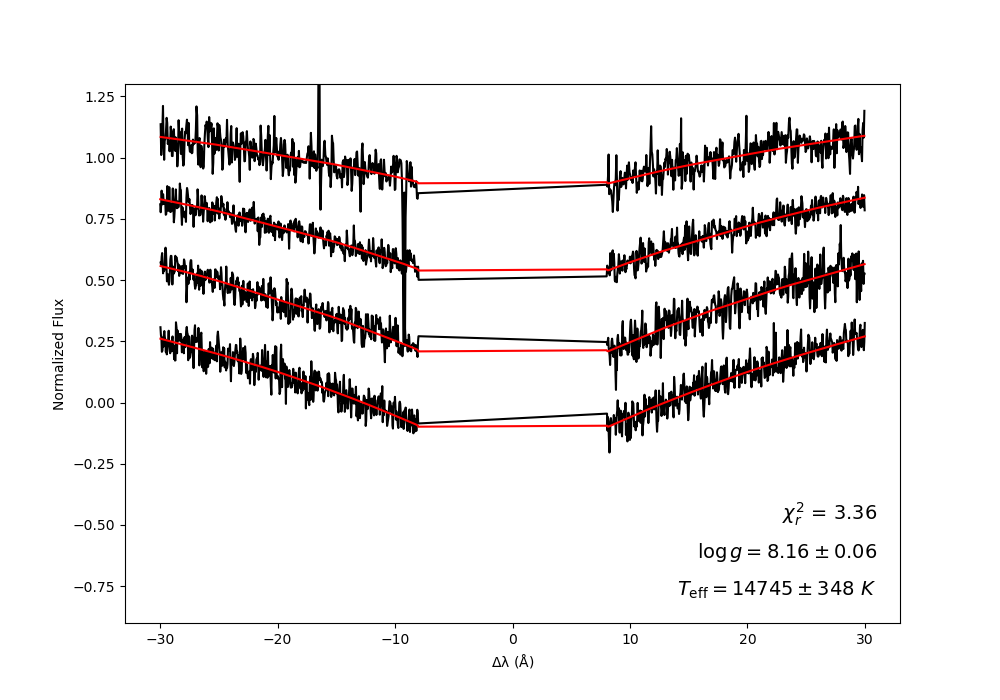 1.25
1.00
0.75
0.50
0.25
0.00
−0.25
−0.50
−0.75
Normalized Flux
χ²ᵣ = 3.36
log g = 8.16 ± 0.06
T_eff = 14745 ± 348 K
−30 −20 −10 0 10 20 30
Δλ (Å)